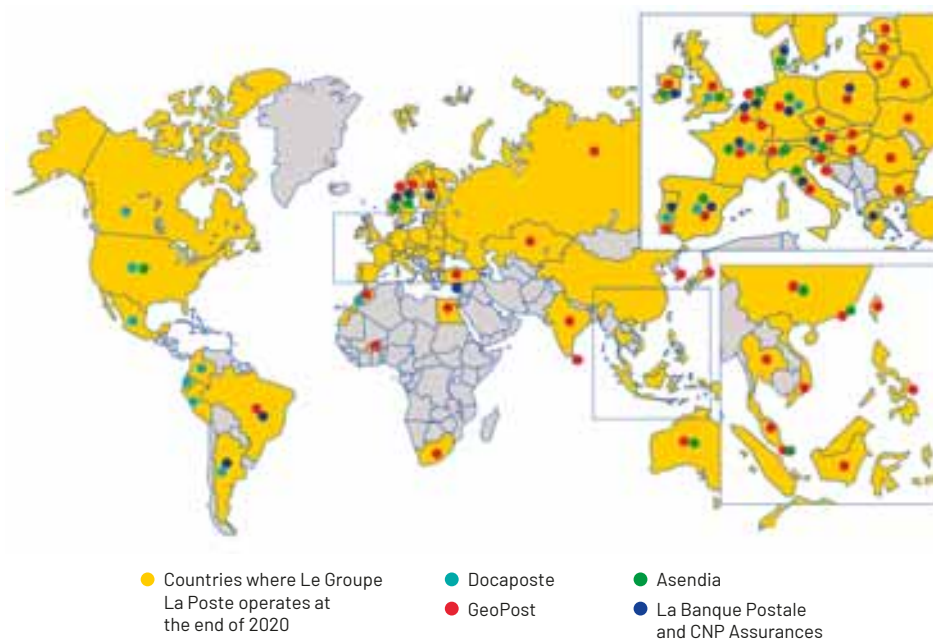 Countries where Le Groupe
La Poste operates at
the end of 2020
Docaposte
GeoPost
Asendia
La Banque Postale
and CNP Assurances